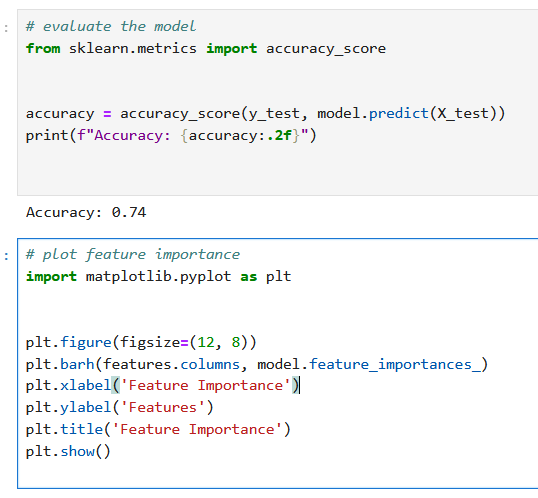 : # evaluate the model
from sklearn.metrics import accuracy_score
accuracy = accuracy_score(y_test, model.predict(X_test))
print(f"Accuracy: {accuracy:.2f}")
Accuracy: 0.74
: # plot feature importance
import matplotlib.pyplot as plt
plt.figure(figsize=(12, 8))
plt.barh(features.columns, model.feature_importances_)
plt.xlabel('Feature Importance')
plt.ylabel('Features')
plt.title('Feature Importance')
plt.show()